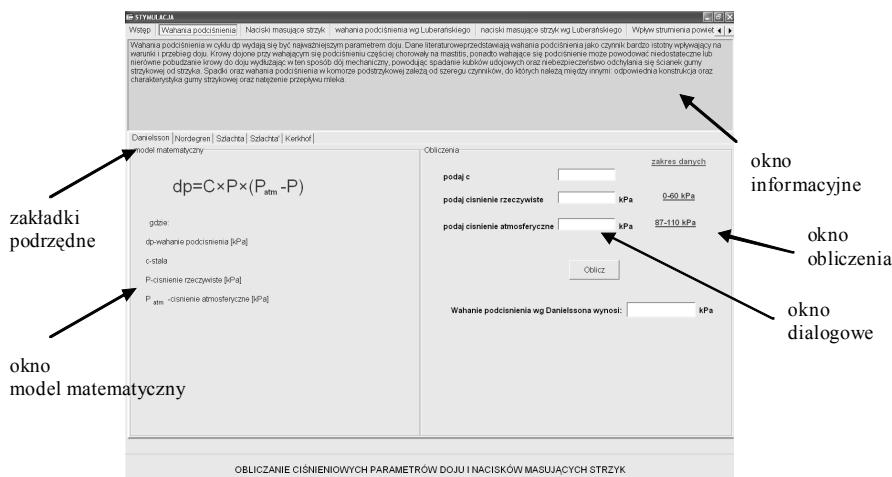 STYMULACJA
Wstęp Wahania podciśnienia Naciski masujące strzyk wahania podciśnienia wg Luberańskiego naciski masujące strzyk wg Luberańskiego Wpływ strumienia powiet
Wahania podciśnienia w cyklu dp wydają się być najważniejszym parametrem doju. Dane literaturoweprzedstawiają wahania podciśnienia jako czynnik bardzo istotny wpływający na
warunki i przebieg doju. Krowy dojone przy wahającym się podciśnieniu częściej chorowały na mastitis, ponadto wahające się podciśnienie może powodować niedostateczne lub
nierówne pobudzanie krowy do doju wydłużając w ten sposób dój mechaniczny, powodując spadanie kubków udojowych oraz niebezpieczeństwo odchylania się ścianek gumy
strzykowej od strzyka. Spadki oraz wahania podciśnienia w komorze podstrzykowej zależą od szeregu czynników, do których należą między innymi: odpowiednia konstrukcja oraz
charakterystyka gumy strzykowej oraz natężenie przepływu mleka.
Danielsson Nordegren Szlachta Szlachta' Kerkhof
model matematyczny
dp=C×P×(P atm -P)
gdzie:
dp-wahanie podcisnienia [kPa]
c-stała
P-cisnienie rzeczywiste [kPa]
P atm -cisnienie atmosferyczne [kPa]
Obliczenia
zakres danych
podaj c
podaj cisnienie rzeczywiste kPa 0-60 kPa
podaj cisnienie atmosferyczne kPa 87-110 kPa
Oblicz
Wahanie podcisnienia wg Danielssona wynosi: kPa
OBLICZANIE CIŚNIENIOWYCH PARAMETRÓW DOJU I NACISKÓW MASUJĄCYCH STRZYK
zakładki
podrzędne
okno
model matematyczny
okno
informacyjne
okno
obliczenia
okno
dialogowe